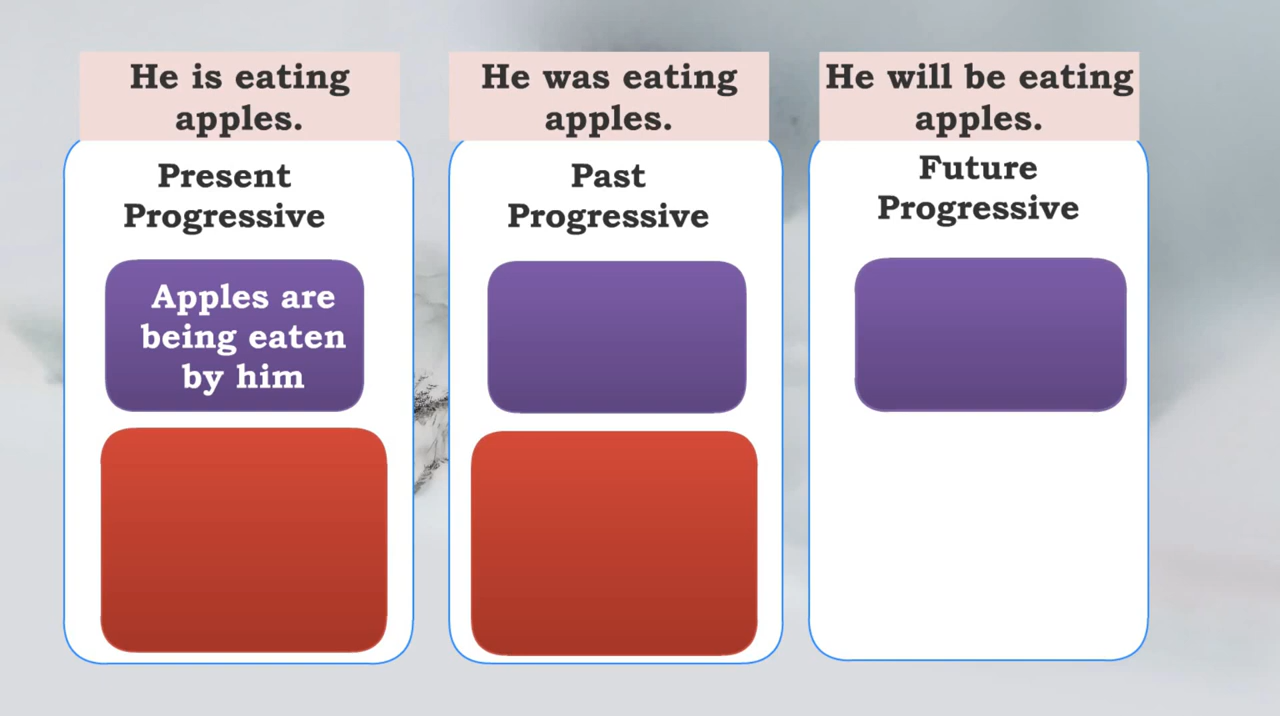 He is eating
apples.
Present
Progressive
Apples are
being eaten
by him
He was eating
apples.
Past
Progressive
He will be eating
apples.
Future
Progressive